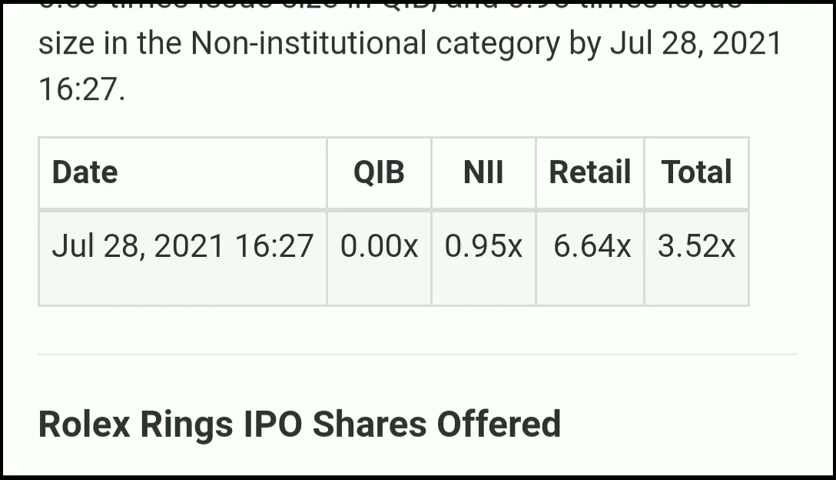 size in the Non-institutional category by Jul 28, 2021
16:27.
Date QIB NII Retail Total
Jul 28, 2021 16:27 0.00x 0.95x 6.64x 3.52x
Rolex Rings IPO Shares Offered